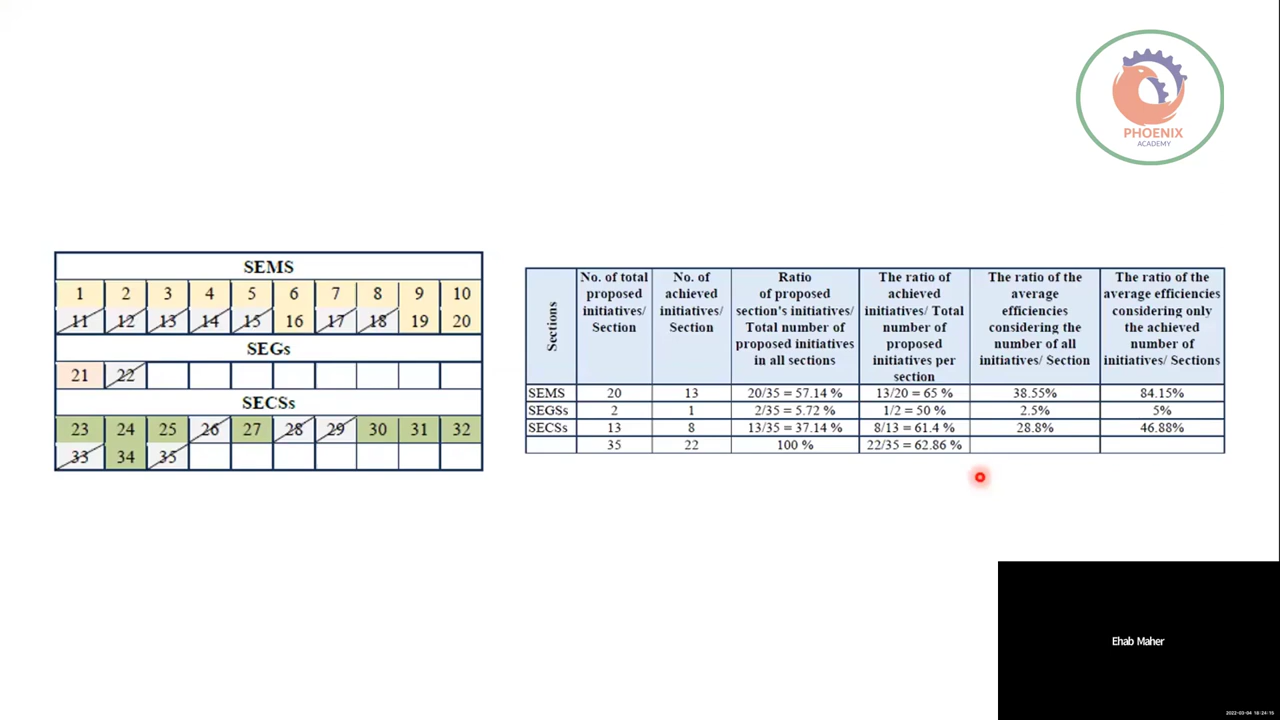 PHOENIX
ACADEMY
SEMS
1 2 3 4 5 6 7 8 9 10
11 12 13 14 15 16 17 18 19 20
SEGs
21 22
SECSs
23 24 25 26 27 28 29 30 31 32
33 34 35
Sections
No. of total proposed initiatives/ Section
No. of achieved initiatives/ Section
Ratio of proposed section's initiatives/ Total number of proposed initiatives in all sections
The ratio of achieved initiatives/ Total number of proposed initiatives per section
The ratio of the average efficiencies considering the number of all initiatives/ Section
The ratio of the average efficiencies considering only the achieved number of initiatives/ Sections
SEMS 20 13 20/35 = 57.14 % 13/20 = 65 % 38.55% 84.15%
SEGSs 2 1 2/35 = 5.72 % 1/2 = 50 % 2.5% 5%
SECSs 13 8 13/35 = 37.14 % 8/13 = 61.4 % 28.8% 46.88%
35 22 100 % 22/35 = 62.86 %
Ehab Maher
2022-03-04 18:24:15